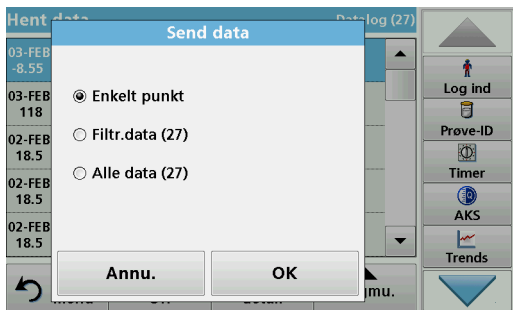 Hent data
Datalog (27)
Send data
03-FEB
-8.55
03-FEB
118
02-FEB
18.5
02-FEB
18.5
02-FEB
18.5
Enkelt punkt
Filtr.data (27)
Alle data (27)
Annu.
OK
Log ind
Prøve-ID
Timer
AKS
Trends